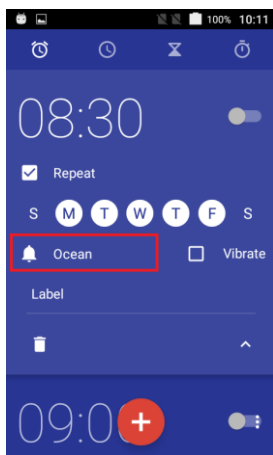 100% 10:11
08:30
Repeat
S M T W T F S
Ocean Vibrate
Label